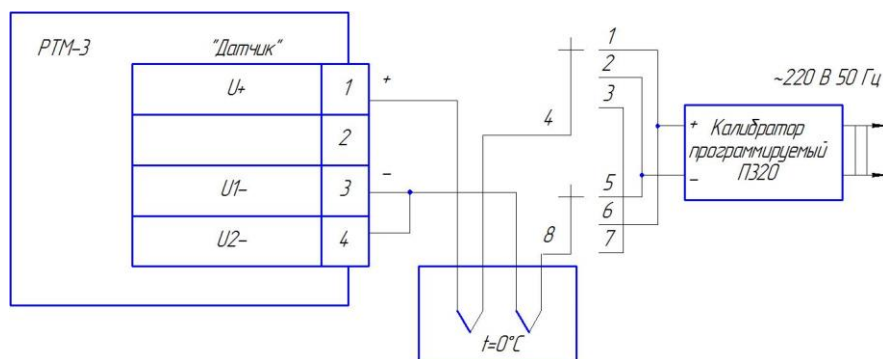 РТМ-3
"Датчик"
U+
1
+
2
U1-
3
-
U2-
4
4
8
1
2
3
5
6
7
t=0°C
~220 В 50 Гц
+ Калибратор
программируемый
- П320